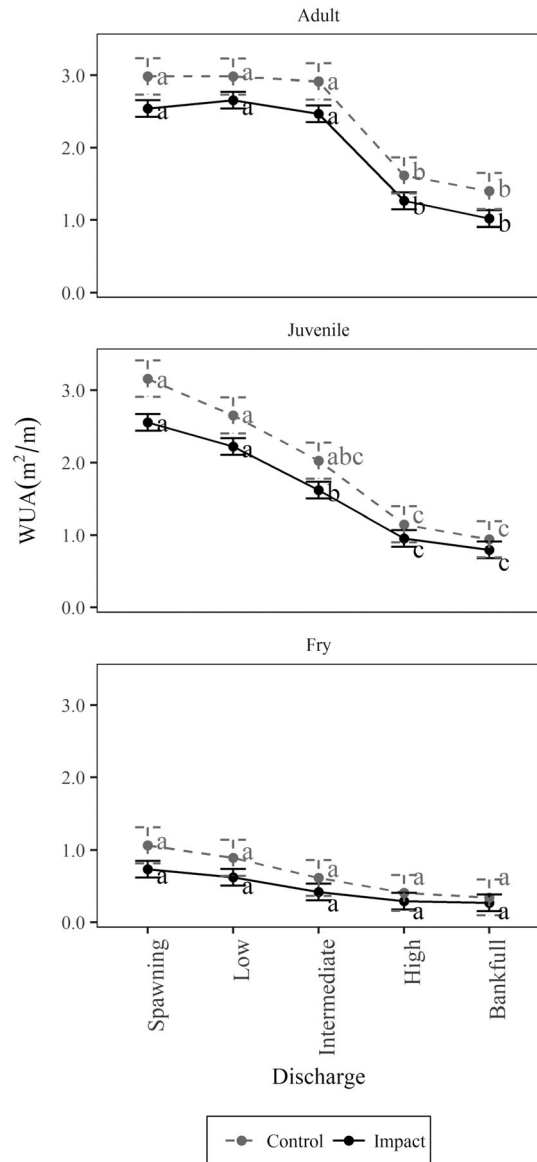 Adult
3.0
2.0
1.0
0.0
a a a b b
a a a b b
Juvenile
3.0
2.0
1.0
0.0
a a abc c c
a a b c c
Fry
3.0
2.0
1.0
0.0
a a a a a
a a a a a
WUA(m²/m)
Spawning
Low
Intermediate
High
Bankfull
Discharge
Control Impact